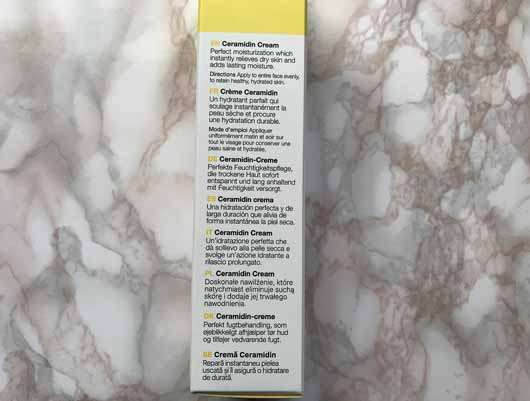 EN Ceramidin Cream
Perfect moisturization which
instantly relieves dry skin and
adds lasting moisture.
Directions Apply to entire face evenly,
to retain healthy, hydrated skin.
FR Crème Ceramidin
Un hydratant parfait qui
soulage instantanément la
peau sèche et procure
une hydratation durable.
Mode d'emploi Appliquer
uniformément matin et soir sur
tout le visage pour conserver une
peau saine et hydratée.
DE Ceramidin-Creme
Perfekte Feuchtigkeitspflege,
die trockene Haut sofort
entspannt und lang anhaltend
mit Feuchtigkeit versorgt.
ES Ceramidin crema
Una hidratación perfecta y de
larga duración que alivia de
forma instantánea la piel seca.
IT Ceramidin Cream
Un'idratazione perfetta che
dà sollievo alla pelle secca e
svolge un'azione idratante a
rilascio prolungato.
PL Ceramidin Cream
Doskonałe nawilżenie, które
natychmiast eliminuje suchą
skórę i dodaje jej trwałego
nawodnienia.
DK Ceramidin-creme
Perfekt fugtbehandling, som
øjeblikkeligt afhjælper tør hud
og tilføjer vedvarende fugt.
SE Cremă Ceramidin
Repară instantaneu pielea
uscată și îi asigură o hidratare
de durată.